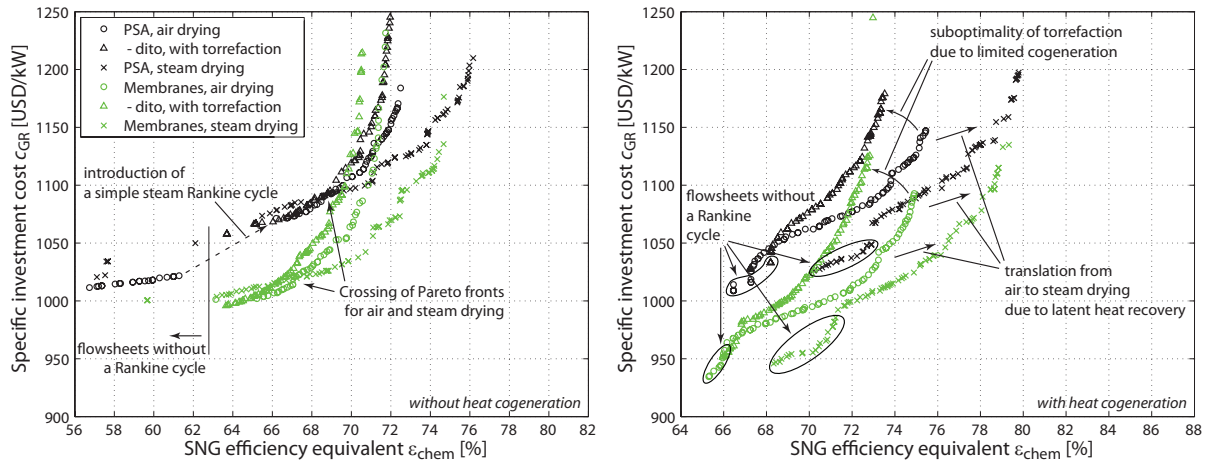 1250
1200
1150
1100
1050
1000
950
900
Specific investment cost cGR [USD/kW]
PSA, air drying
- dito, with torrefaction
PSA, steam drying
Membranes, air drying
- dito, with torrefaction
Membranes, steam drying
introduction of
a simple steam Rankine cycle
Crossing of Pareto fronts
for air and steam drying
flowsheets without
a Rankine cycle
without heat cogeneration
56 58 60 62 64 66 68 70 72 74 76 78 80 82
SNG efficiency equivalent εchem [%]
1250
1200
1150
1100
1050
1000
950
900
Specific investment cost cGR [USD/kW]
suboptimality of torrefaction
due to limited cogeneration
flowsheets without
a Rankine
cycle
translation from
air to steam drying
due to latent heat recovery
with heat cogeneration
64 66 68 70 72 74 76 78 80 82 84 86 88
SNG efficiency equivalent εchem [%]